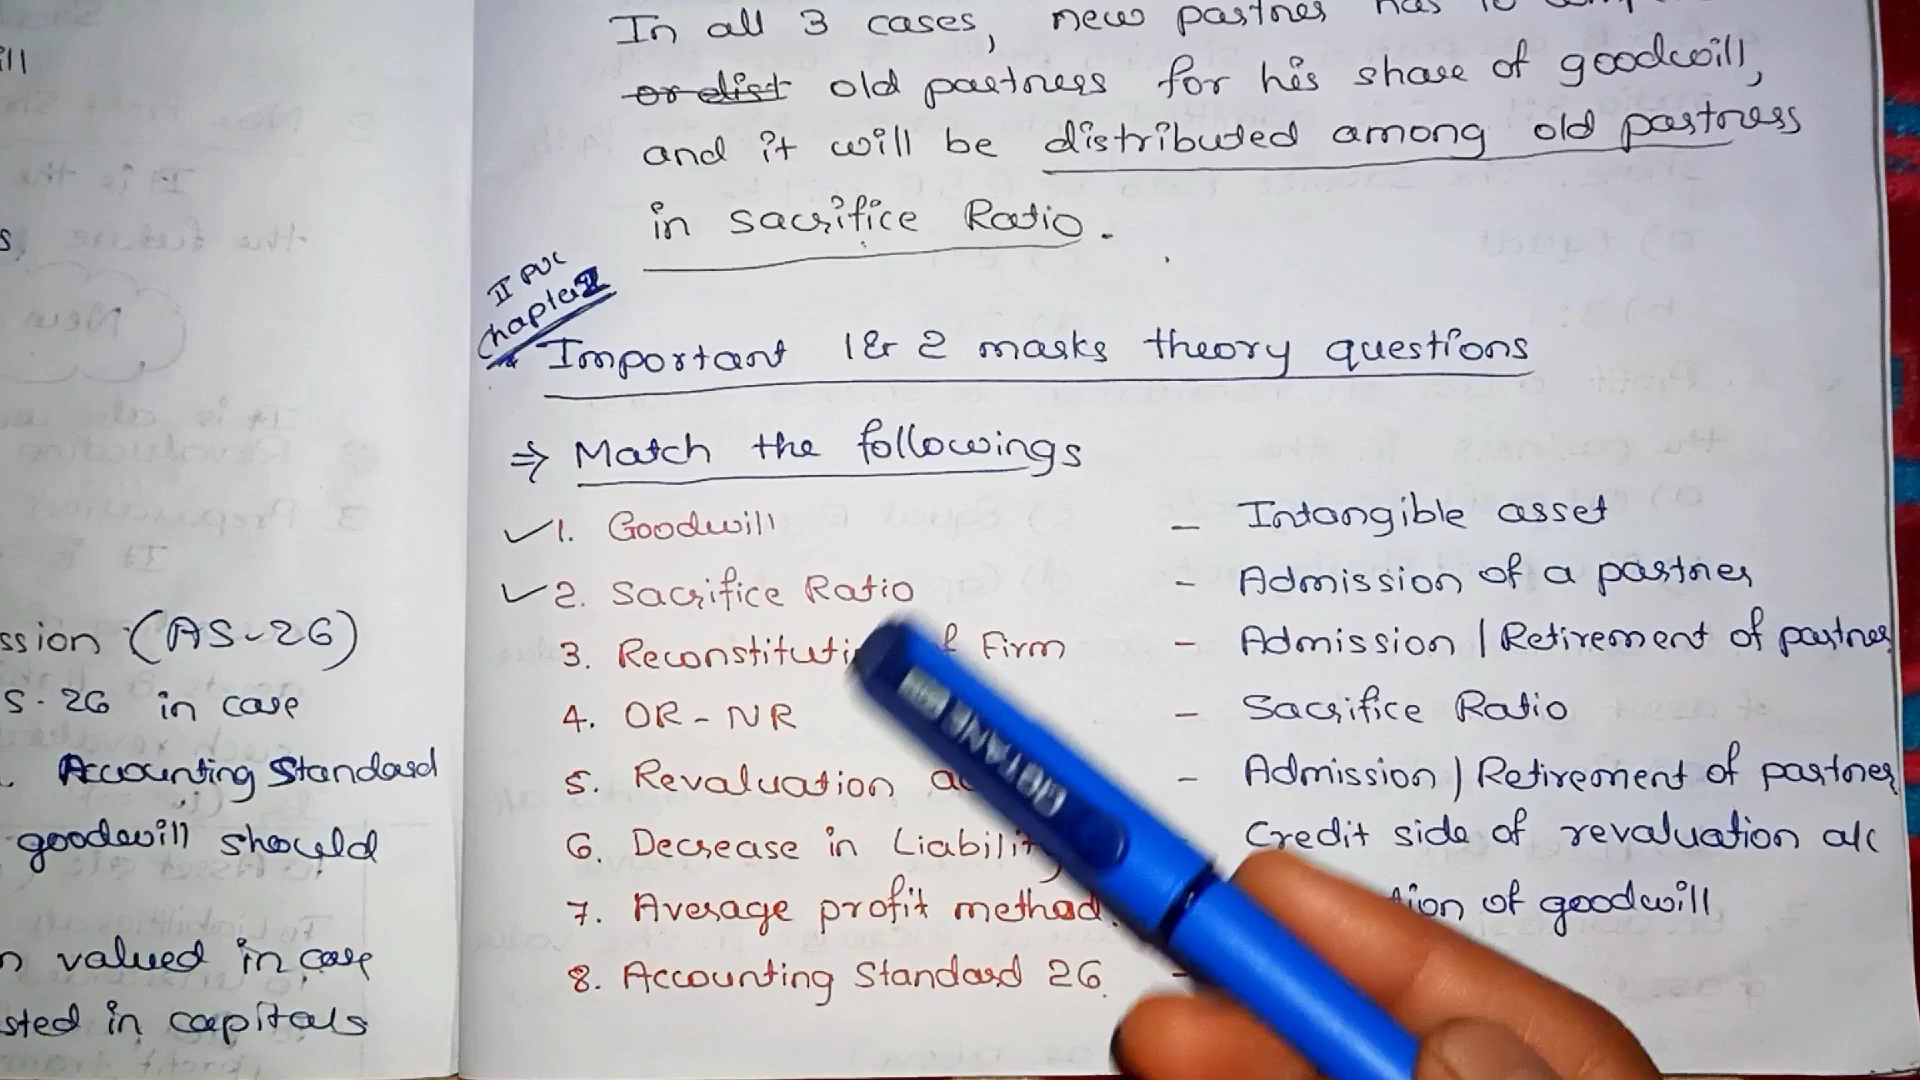 ill
s
ssion (AS-26)
S. 26 in case
. Accounting Standard
goodwill should
n valued in case
sted in capitals
In all 3 cases, new partner has to
or dist old partners for his share of goodwill,
and it will be distributed among old partners
in Sacrifice Ratio.
II PUC
Chapter 2
* Important 1 & 2 marks theory questions
⇒ Match the followings
✓ 1. Goodwill - Intangible asset
✓ 2. Sacrifice Ratio - Admission of a partner
3. Reconstituti f Firm - Admission / Retirement of partner
4. OR - NR - Sacrifice Ratio
5. Revaluation a - Admission / Retirement of partner
6. Decrease in Liability - Credit side of revaluation a/c
7. Average profit method tion of goodwill
8. Accounting Standard 26 -